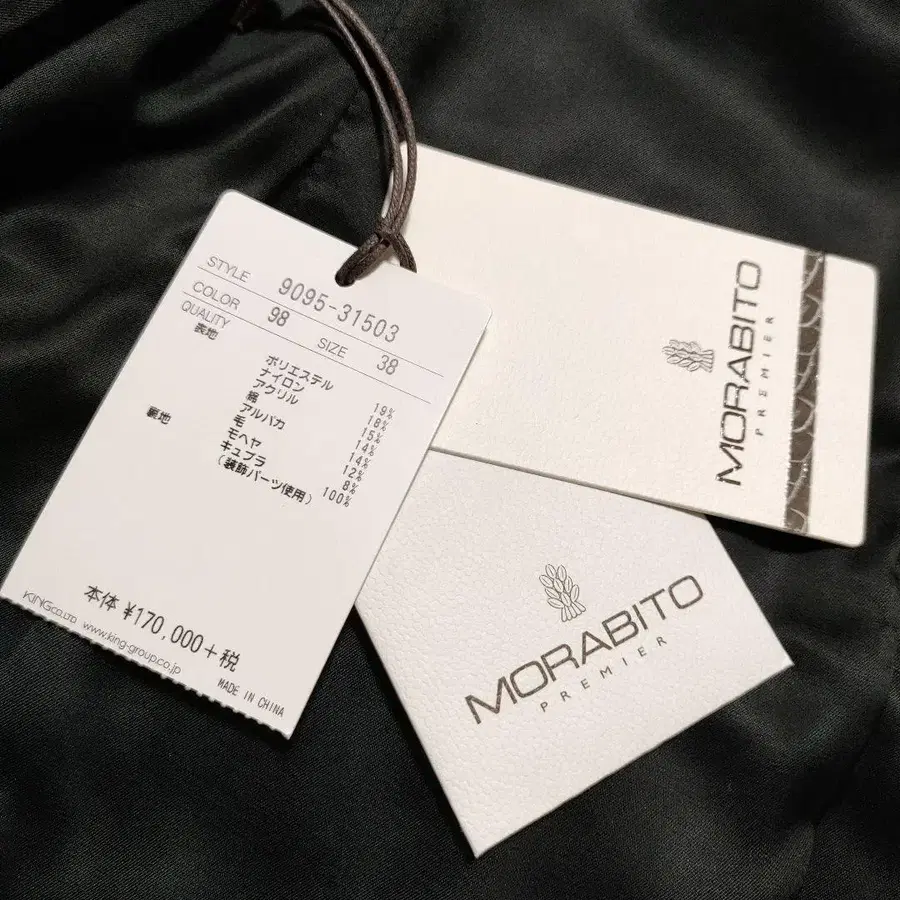 STYLE 9095-31503
COLOR 98 SIZE 38
QUALITY
表地
ポリエステル 19%
ナイロン 18%
アクリル 15%
綿 14%
アルパカ 14%
毛 12%
モヘヤ 8%
裏地 キュプラ 100%
(装飾パーツ使用)
本体 ¥170,000+税
KING CO.,LTD www.king-group.co.jp
MADE IN CHINA
MORABITO
PREMIER
MORABITO
PREMIER